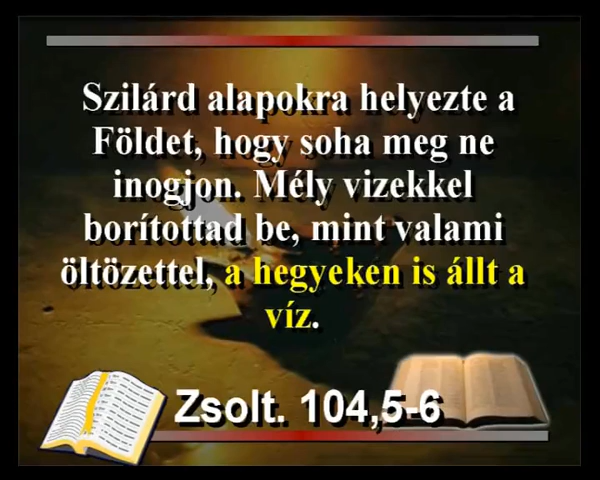 Szilárd alapokra helyezte a
Földet, hogy soha meg ne
inogjon. Mély vizekkel
borítottad be, mint valami
öltözettel, a hegyeken is állt a
víz.
Zsolt. 104,5-6